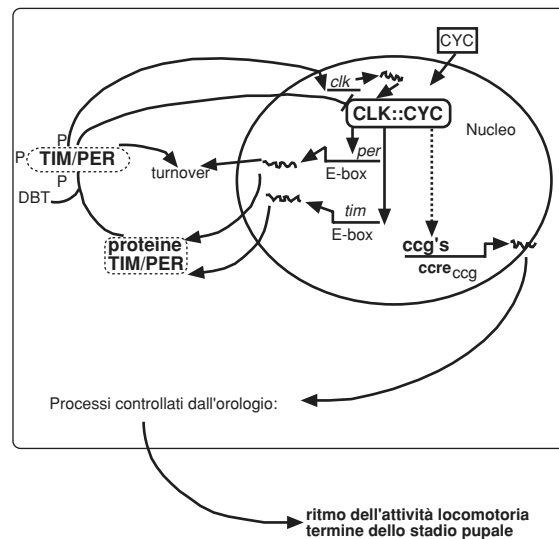 CYC
clk
CLK::CYC
Nucleo
P
P
TIM/PER
P
DBT
turnover
per
E-box
tim
E-box
proteine
TIM/PER
ccg's
ccre ccg
Processi controllati dall'orologio:
ritmo dell'attività locomotoria
termine dello stadio pupale